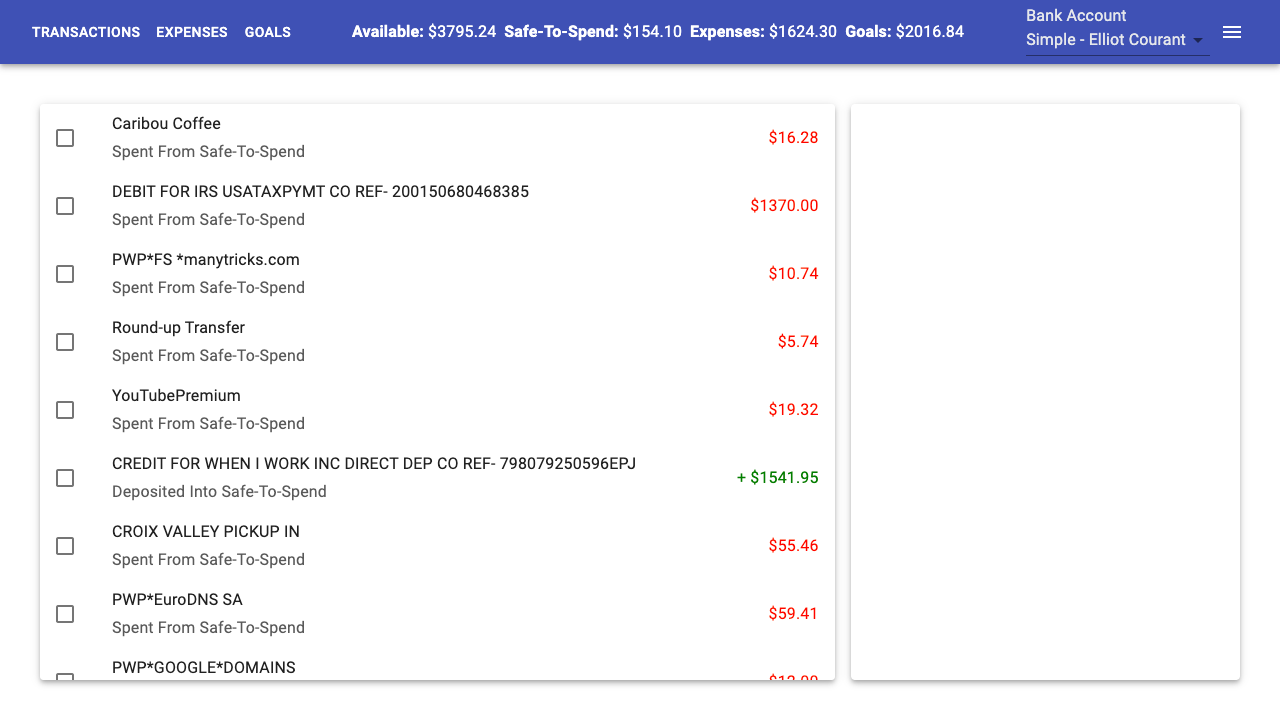 TRANSACTIONS EXPENSES GOALS
Available: $3795.24 Safe-To-Spend: $154.10 Expenses: $1624.30 Goals: $2016.84
Bank Account
Simple - Elliot Courant
Caribou Coffee
Spent From Safe-To-Spend
$16.28
DEBIT FOR IRS USATAXPYMT CO REF- 200150680468385
Spent From Safe-To-Spend
$1370.00
PWP*FS *manytricks.com
Spent From Safe-To-Spend
$10.74
Round-up Transfer
Spent From Safe-To-Spend
$5.74
YouTubePremium
Spent From Safe-To-Spend
$19.32
CREDIT FOR WHEN I WORK INC DIRECT DEP CO REF- 798079250596EPJ
Deposited Into Safe-To-Spend
+ $1541.95
CROIX VALLEY PICKUP IN
Spent From Safe-To-Spend
$55.46
PWP*EuroDNS SA
Spent From Safe-To-Spend
$59.41
PWP*GOOGLE*DOMAINS